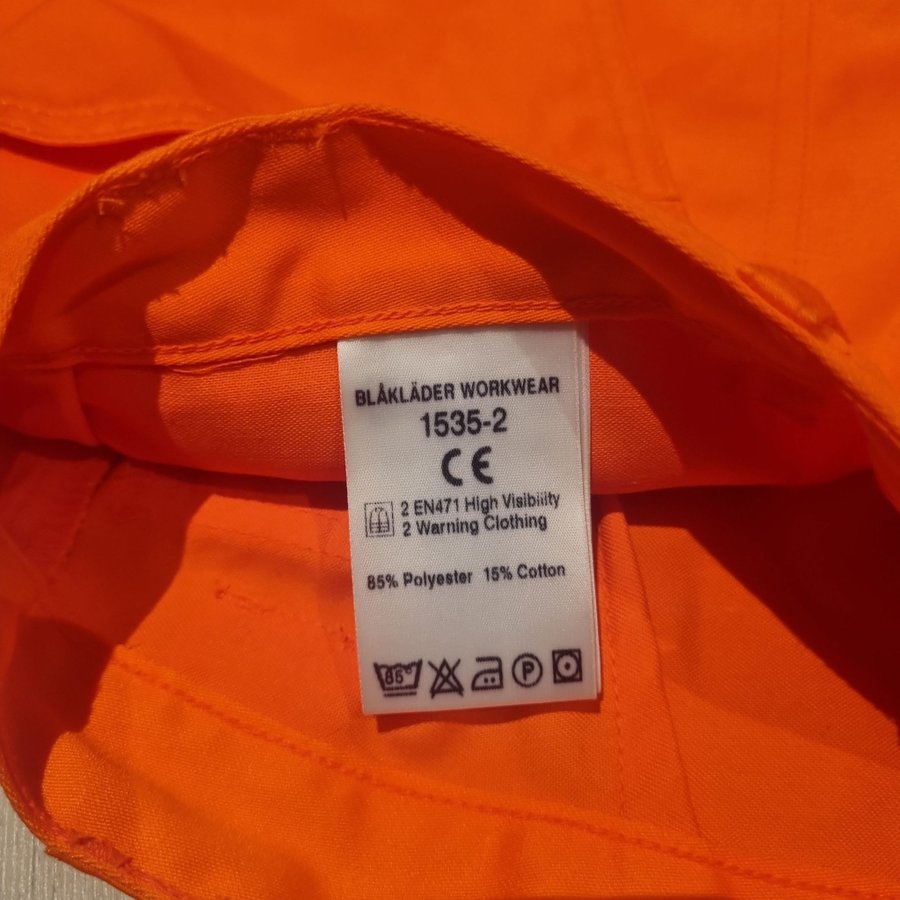 BLÅKLÄDER WORKWEAR
1535-2
CE
2 EN471 High Visibility
2 Warning Clothing
85% Polyester 15% Cotton
85° P